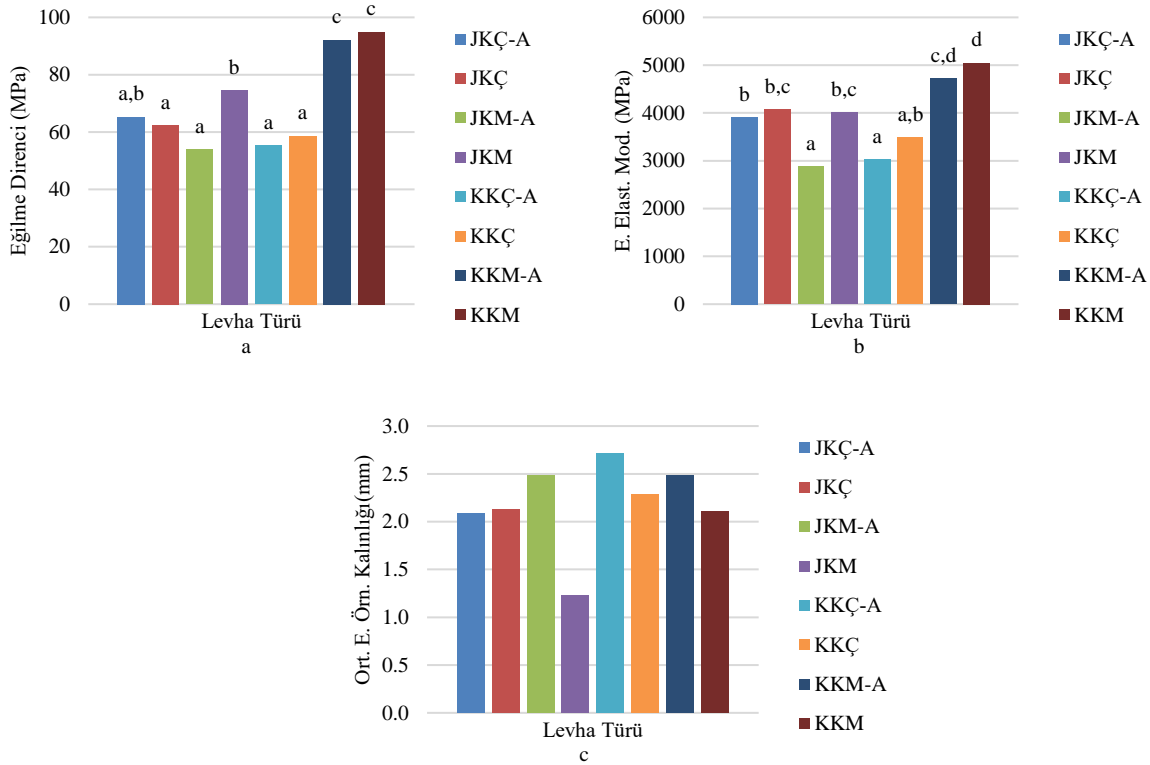 Eğilme Direnci (MPa)
100
80
60
40
20
0
a,b
a
a
b
a
a
c
c
Levha Türü
a
JKÇ-A
JKÇ
JKM-A
JKM
KKÇ-A
KKÇ
KKM-A
KKM
E. Elast. Mod. (MPa)
6000
5000
4000
3000
2000
1000
0
b
b,c
a
b,c
a
a,b
c,d
d
Levha Türü
b
JKÇ-A
JKÇ
JKM-A
JKM
KKÇ-A
KKÇ
KKM-A
KKM
Ort. E. Örn. Kalınlığı(mm)
3.0
2.5
2.0
1.5
1.0
0.5
0.0
Levha Türü
c
JKÇ-A
JKÇ
JKM-A
JKM
KKÇ-A
KKÇ
KKM-A
KKM